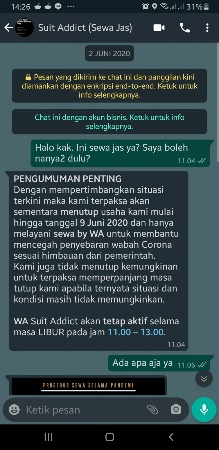 14:26
31%
Suit Addict (Sewa Jas)
2 JUNI 2020
Pesan yang dikirim ke chat ini dan panggilan kini
diamankan dengan enkripsi end-to-end. Ketuk untuk
info selengkapnya.
Chat ini dengan akun bisnis. Ketuk untuk info
selengkapnya.
Halo kak. Ini sewa jas ya? Saya boleh
nanya2 dulu?
11.04
PENGUMUMAN PENTING
Dengan mempertimbangkan situasi
terkini maka kami terpaksa akan
sementara menutup usaha kami mulai
hingga tanggal 9 Juni 2020 dan hanya
melayani sewa by WA untuk membantu
mencegah penyebaran wabah Corona
sesuai himbauan dari pemerintah.
Kami juga tidak menutup kemungkinan
untuk terpaksa memperpanjang masa
tutup kami apabila ternyata situasi dan
kondisi masih tidak memungkinkan.
WA Suit Addict akan tetap aktif selama
masa LIBUR pada jam 11.00 – 13.00.
11.04
Ada apa aja ya
11.06
PROSEDUR SEWA SELAMA PANDEMI
Ketik pesan